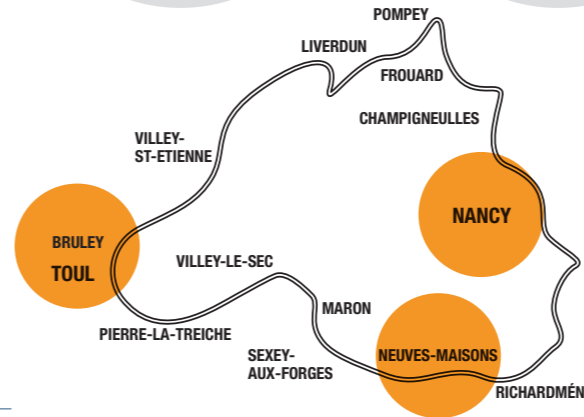 POMPEY
LIVERDUN
FROUARD
CHAMPIGNEULLES
VILLEY-
ST-ETIENNE
NANCY
BRULEY
TOUL
VILLEY-LE-SEC
MARON
PIERRE-LA-TREICHE
SEXEY-
AUX-FORGES
NEUVES-MAISONS
RICHARDMÉN